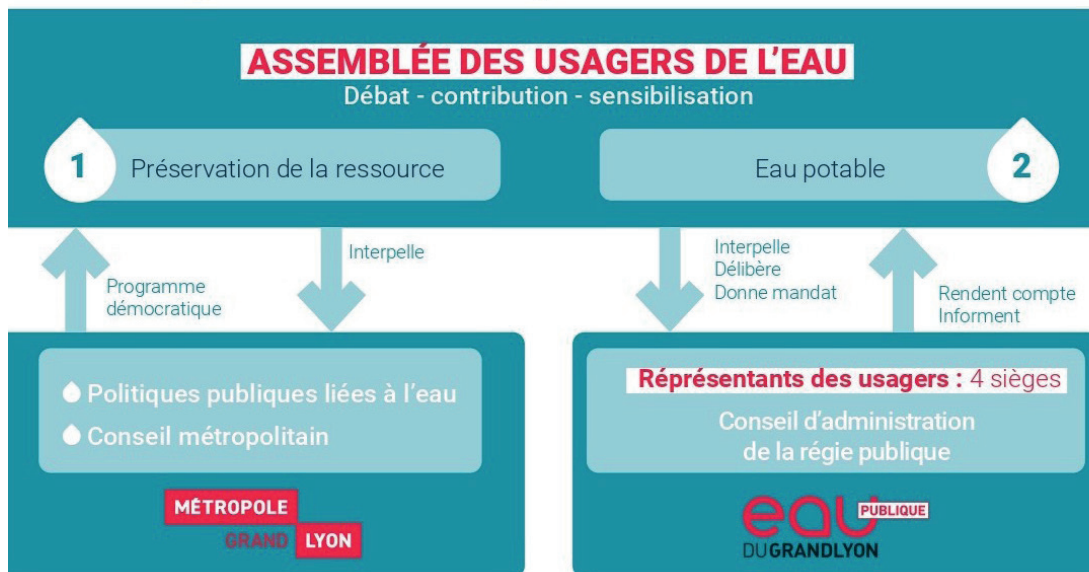 ASSEMBLÉE DES USAGERS DE L'EAU
Débat - contribution - sensibilisation
1
Préservation de la ressource
Eau potable
2
Programme
démocratique
Interpelle
Interpelle
Délibère
Donne mandat
Rendent compte
Informent
Politiques publiques liées à l'eau
Conseil métropolitain
MÉTROPOLE
GRAND LYON
Réprésentants des usagers : 4 sièges
Conseil d'administration
de la régie publique
eau PUBLIQUE
DUGRANDLYON